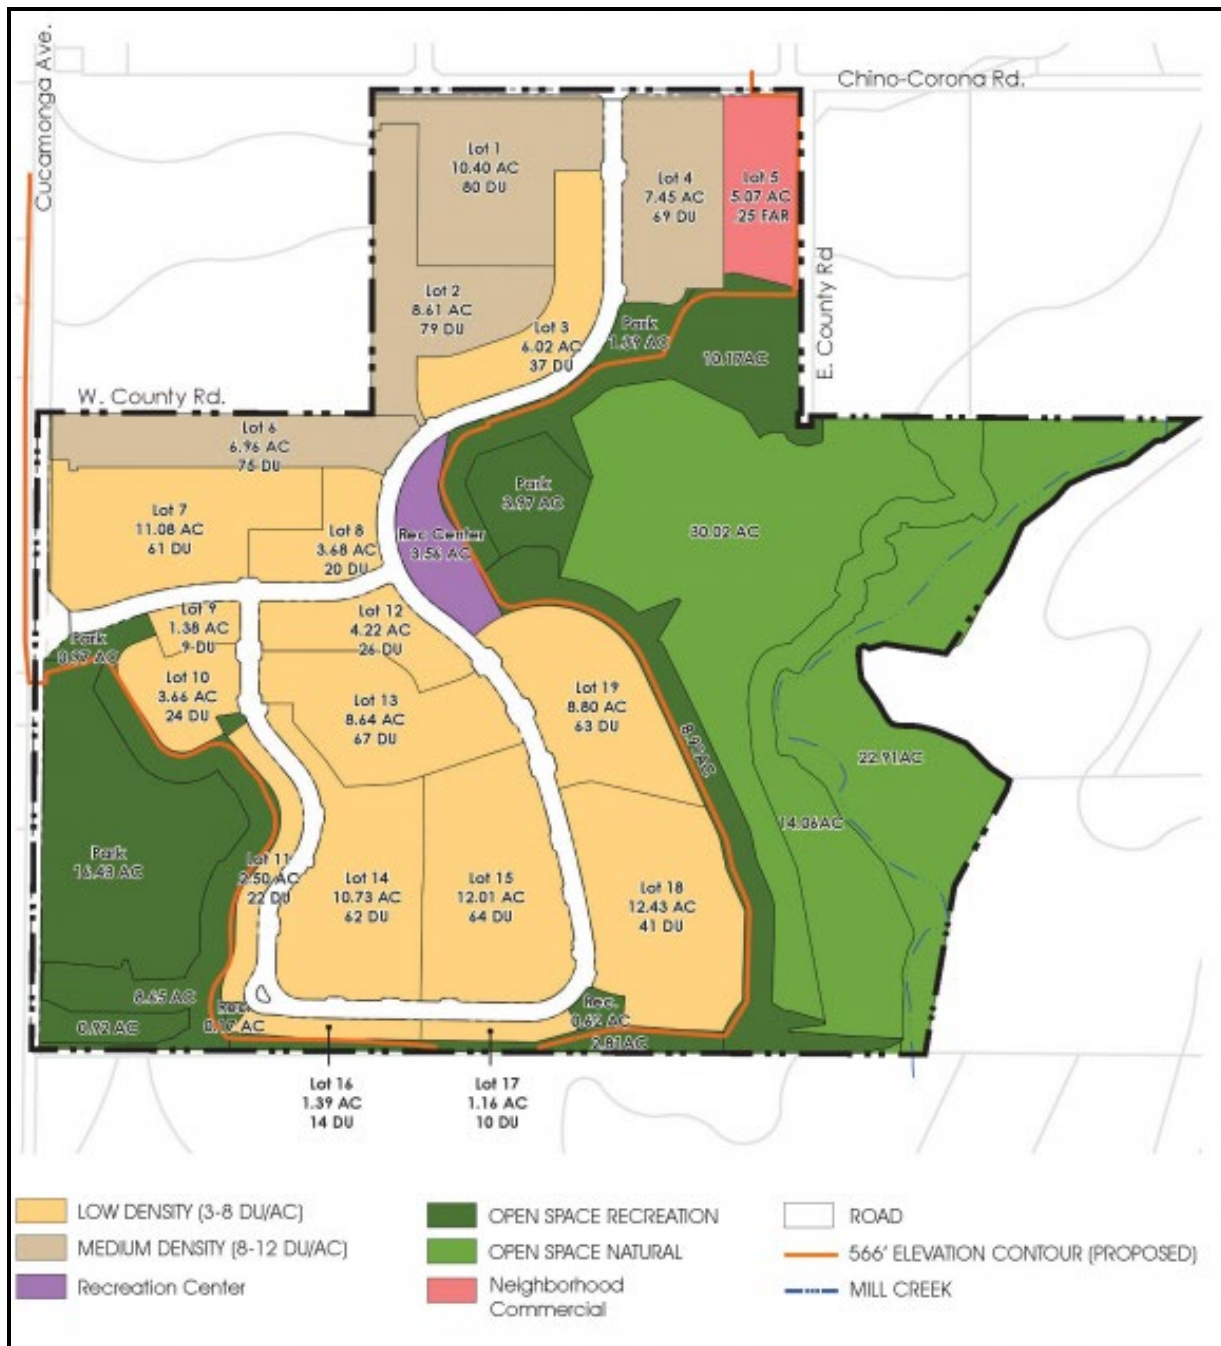 Cucamonga Ave.
Chino-Corona Rd.
Lot 1
10.40 AC
80 DU
Lot 4
7.45 AC
69 DU
Lot 5
5.07 AC
.25 FAR
E. County Rd
Lot 2
8.61 AC
79 DU
Lot 3
6.02 AC
37 DU
Park
1.39 AC
10.17AC
W. County Rd.
Lot 6
6.96 AC
75 DU
Lot 7
11.08 AC
61 DU
Lot 8
3.68 AC
20 DU
Rec Center
3.56 AC
Park
3.97 AC
30.02 AC
Lot 9
1.38 AC
9 DU
Lot 12
4.22 AC
26 DU
Park
AC
Lot 10
3.66 AC
24 DU
Lot 13
8.64 AC
67 DU
Lot 19
8.80 AC
63 DU
AC
22.91AC
14.06AC
Park
16.43 AC
Lot 11
2.50 AC
22 DU
Lot 14
10.73 AC
62 DU
Lot 15
12.01 AC
64 DU
Lot 18
12.43 AC
41 DU
8.65 AC
0.92 AC
Rec.
0.17 AC
Rec.
0.62 AC
2.81AC
Lot 16
1.39 AC
14 DU
Lot 17
1.16 AC
10 DU
LOW DENSITY (3-8 DU/AC)
MEDIUM DENSITY (8-12 DU/AC)
Recreation Center
OPEN SPACE RECREATION
OPEN SPACE NATURAL
Neighborhood
Commercial
ROAD
566' ELEVATION CONTOUR (PROPOSED)
MILL CREEK